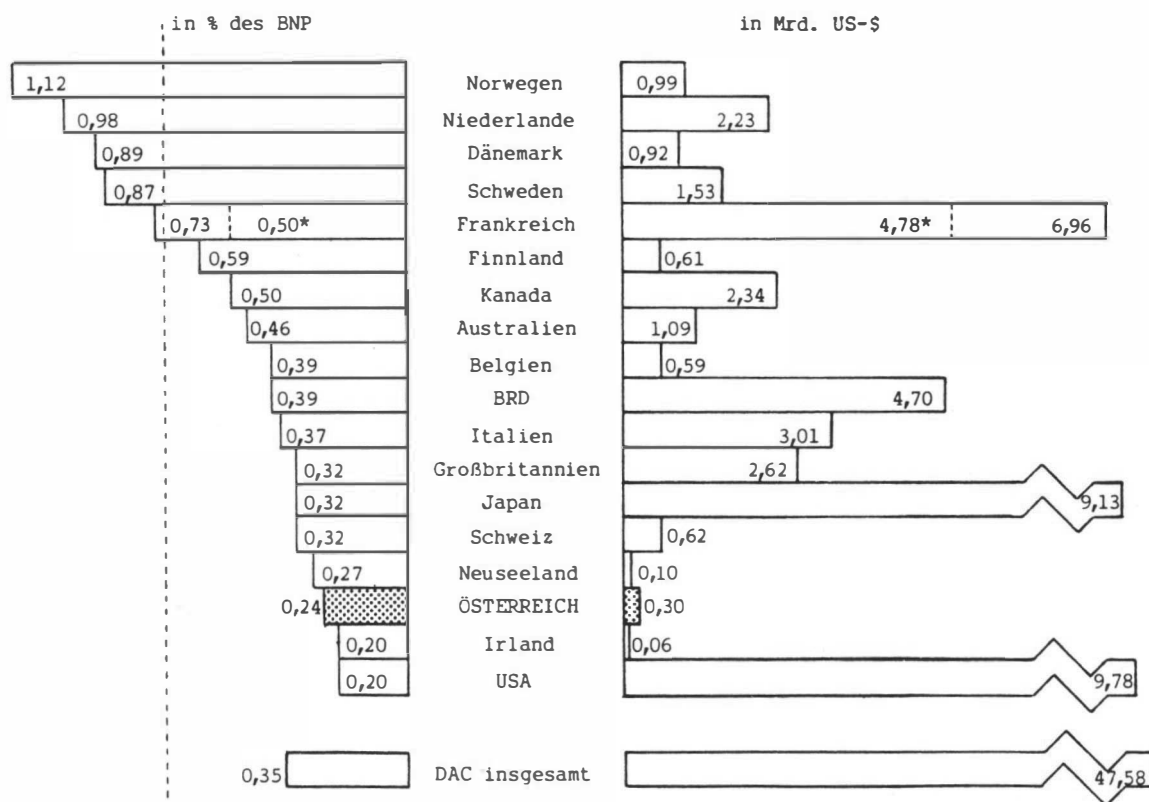 in % des BNP in Mrd. US-$
1,12 Norwegen 0,99
0,98 Niederlande 2,23
0,89 Dänemark 0,92
0,87 Schweden 1,53
0,73 0,50* Frankreich 4,78* 6,96
0,59 Finnland 0,61
0,50 Kanada 2,34
0,46 Australien 1,09
0,39 Belgien 0,59
0,39 BRD 4,70
0,37 Italien 3,01
0,32 Großbritannien 2,62
0,32 Japan 9,13
0,32 Schweiz 0,62
0,27 Neuseeland 0,10
0,24 ÖSTERREICH 0,30
0,20 Irland 0,06
0,20 USA 9,78
0,35 DAC insgesamt 47,58